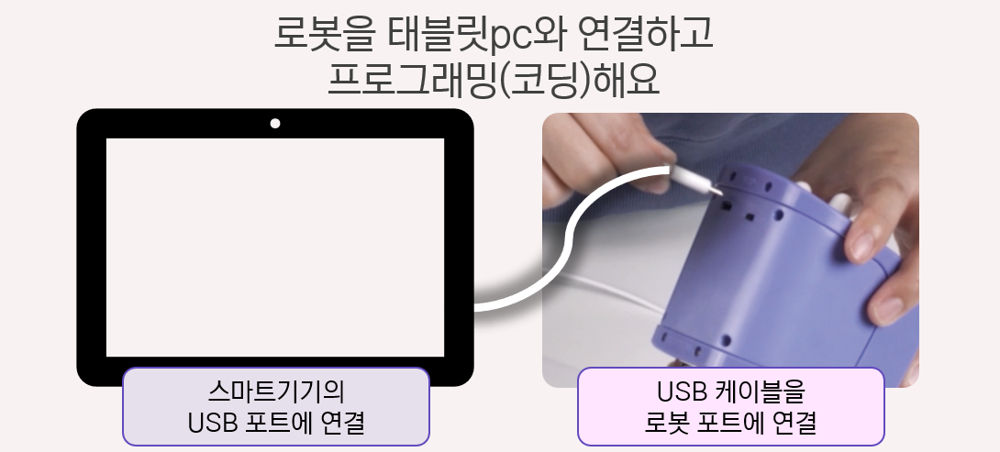 로봇을 태블릿pc와 연결하고
프로그래밍(코딩)해요
스마트기기의
USB 포트에 연결
USB 케이블을
로봇 포트에 연결